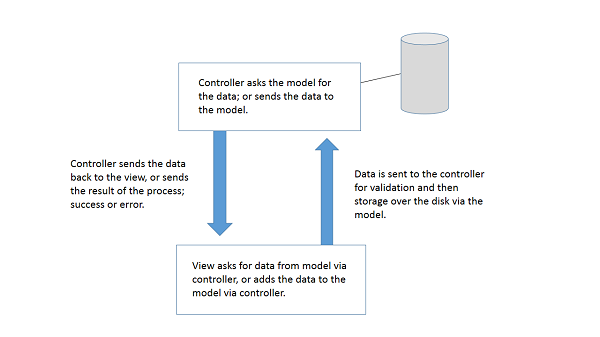 Controller asks the model for
the data; or sends the data to
the model.
Controller sends the data
back to the view, or sends
the result of the process;
success or error.
Data is sent to the controller
for validation and then
storage over the disk via the
model.
View asks for data from model via
controller, or adds the data to the
model via controller.